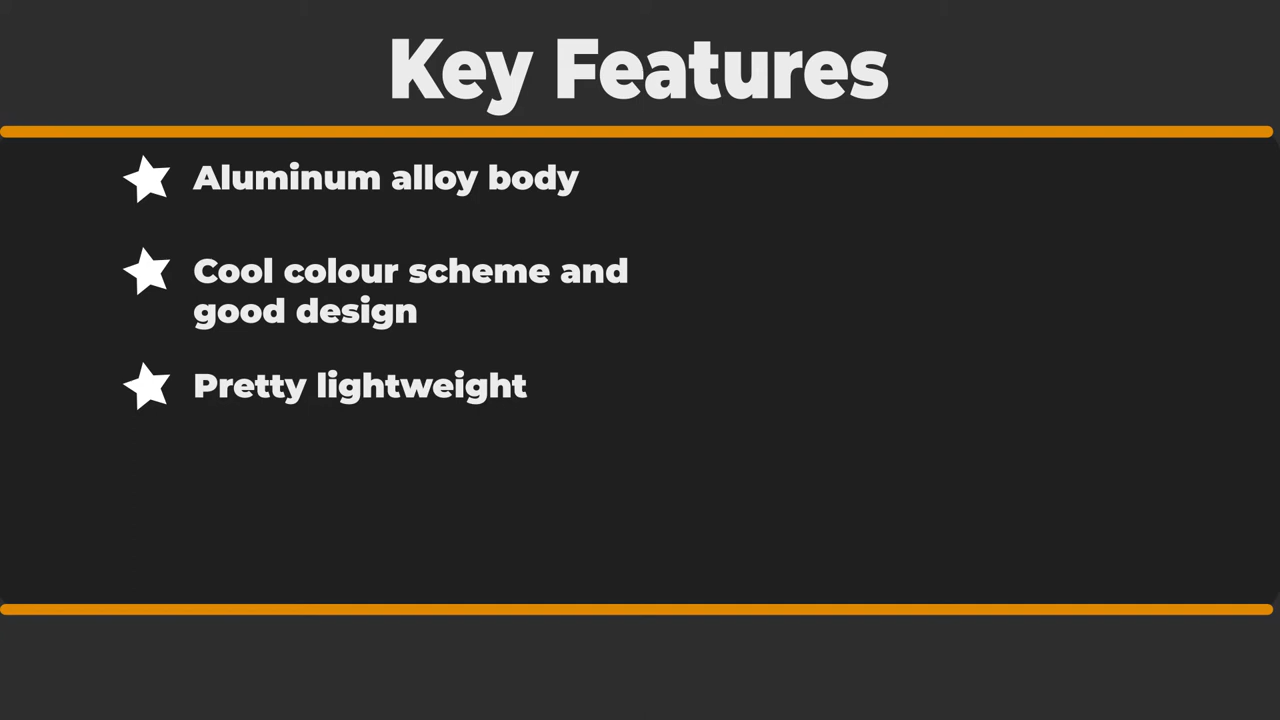 Key Features
Aluminum alloy body
Cool colour scheme and
good design
Pretty lightweight